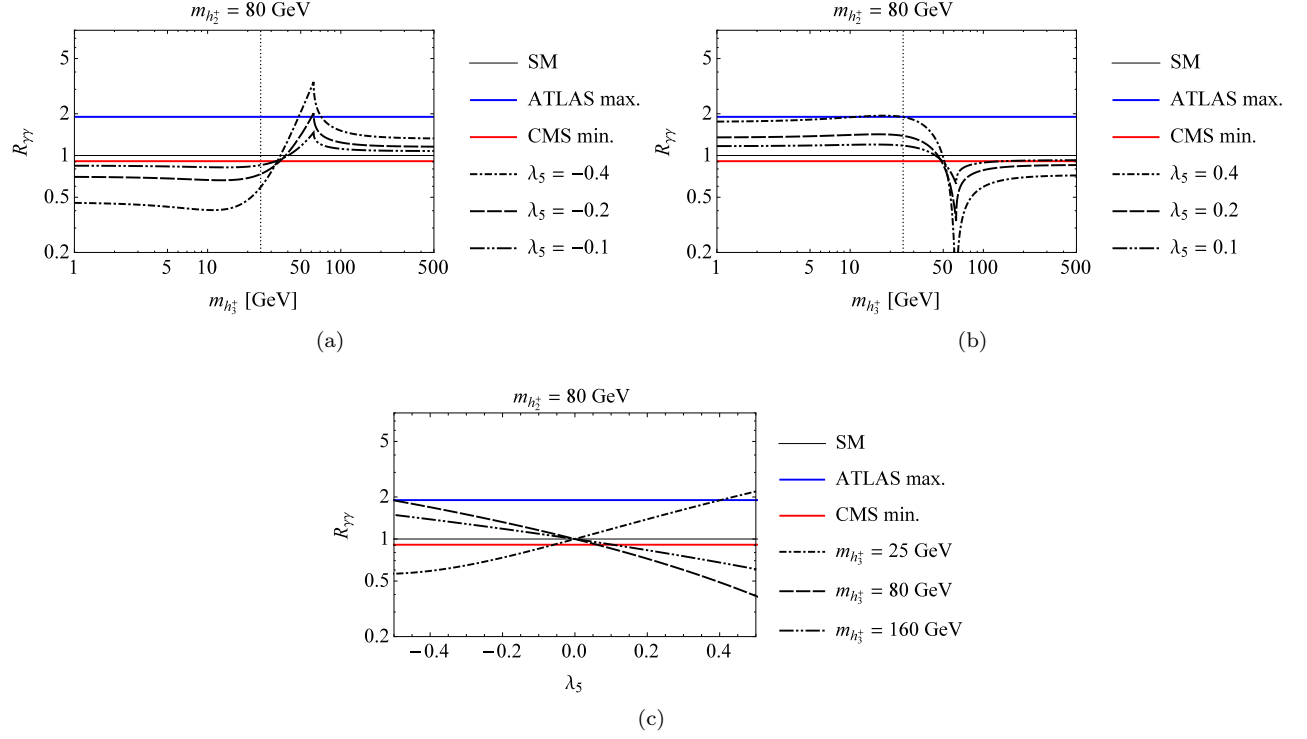 m_{h_2^+} = 80 GeV
5
2
1
0.5
0.2
R_{γγ}
1
5
10
50
100
500
m_{h_3^+} [GeV]
SM
ATLAS max.
CMS min.
λ_5 = −0.4
λ_5 = −0.2
λ_5 = −0.1
(a)
m_{h_2^+} = 80 GeV
5
2
1
0.5
0.2
R_{γγ}
1
5
10
50
100
500
m_{h_3^+} [GeV]
SM
ATLAS max.
CMS min.
λ_5 = 0.4
λ_5 = 0.2
λ_5 = 0.1
(b)
m_{h_2^+} = 80 GeV
5
2
1
0.5
0.2
R_{γγ}
−0.4
−0.2
0.0
0.2
0.4
λ_5
SM
ATLAS max.
CMS min.
m_{h_3^+} = 25 GeV
m_{h_3^+} = 80 GeV
m_{h_3^+} = 160 GeV
(c)